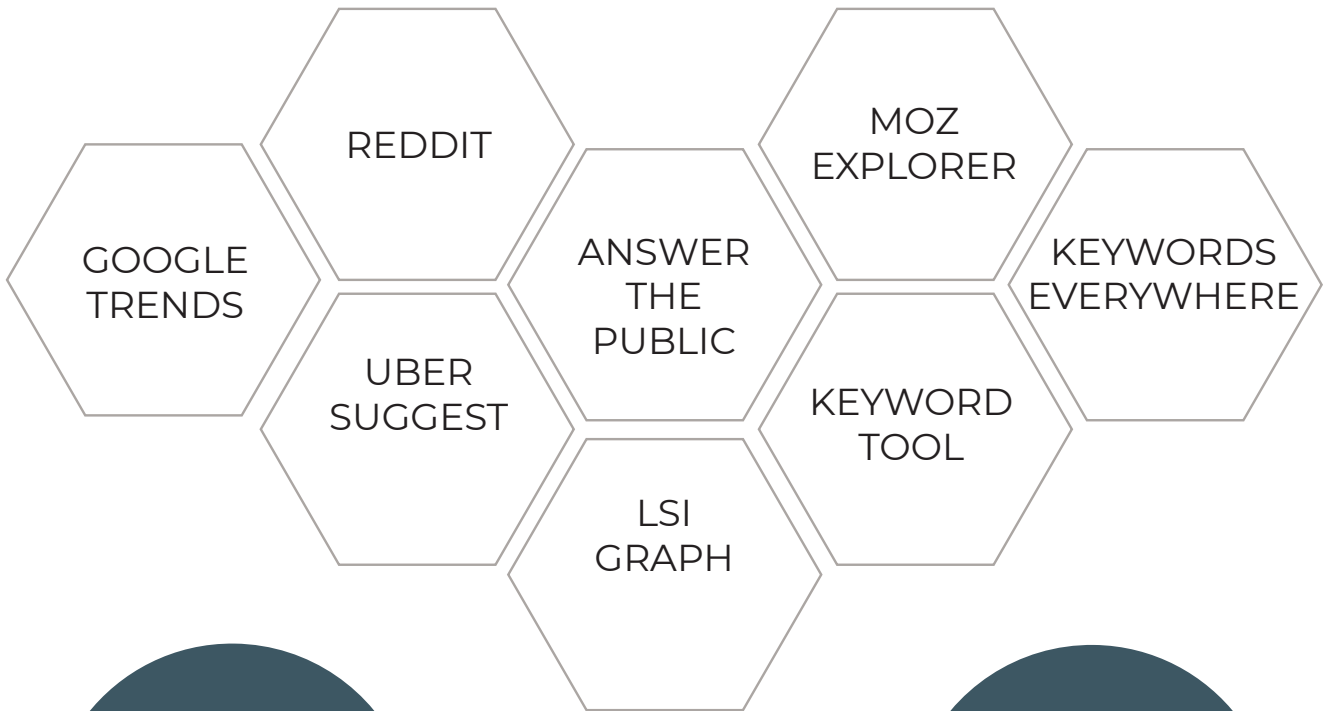 REDDIT
MOZ
EXPLORER
GOOGLE
TRENDS
ANSWER
THE
PUBLIC
KEYWORDS
EVERYWHERE
UBER
SUGGEST
KEYWORD
TOOL
LSI
GRAPH